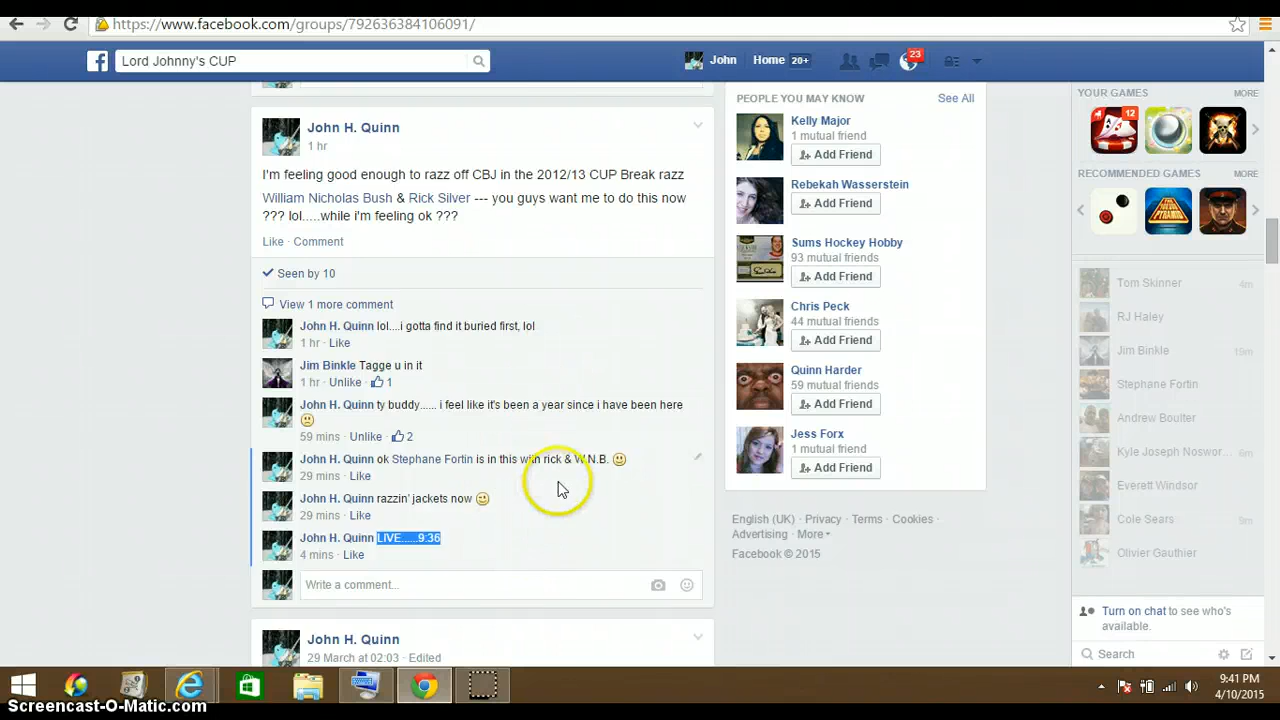 https://www.facebook.com/groups/792636384106091/
Lord Johnny's CUP
John
Home 20+
23
John H. Quinn
1 hr
I'm feeling good enough to razz off CBJ in the 2012/13 CUP Break razz
William Nicholas Bush & Rick Silver --- you guys want me to do this now
??? lol.....while i'm feeling ok ???
Like · Comment
Seen by 10
View 1 more comment
John H. Quinn lol....i gotta find it buried first, lol
1 hr · Like
Jim Binkle Tagge u in it
1 hr · Unlike · 1
John H. Quinn ty buddy...... i feel like it's been a year since i have been here
59 mins · Unlike · 2
John H. Quinn ok Stephane Fortin is in this with rick & W.N.B.
29 mins · Like
John H. Quinn razzin' jackets now
29 mins · Like
John H. Quinn LIVE.....9:36
4 mins · Like
Write a comment...
John H. Quinn
29 March at 02:03 · Edited
PEOPLE YOU MAY KNOW
See All
Kelly Major
1 mutual friend
Add Friend
Rebekah Wasserstein
Add Friend
Sums Hockey Hobby
93 mutual friends
Add Friend
Chris Peck
44 mutual friends
Add Friend
Quinn Harder
59 mutual friends
Add Friend
Jess Forx
1 mutual friend
Add Friend
English (UK) · Privacy · Terms · Cookies ·
Advertising · More
Facebook © 2015
YOUR GAMES
MORE
12
RECOMMENDED GAMES
MORE
Tom Skinner 4m
RJ Haley
Jim Binkle 15m
Stephane Fortin
Andrew Boulter
Kyle Joseph Noswor... 6m
Everett Windsor
Cole Sears 9m
Olivier Gauthier
Turn on chat to see who's
available.
Search
9:41 PM
4/10/2015
Screencast-O-Matic.com